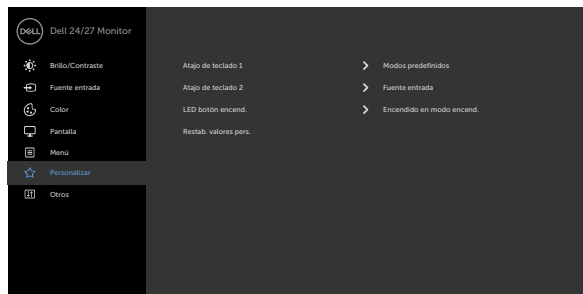 DELL Dell 24/27 Monitor
Brillo/Contraste Atajo de teclado 1 Modos predefinidos
Fuente entrada Atajo de teclado 2 Fuente entrada
Color LED botón encend. Encendido en modo encend.
Pantalla Restab. valores pers.
Menú
Personalizar
Otros